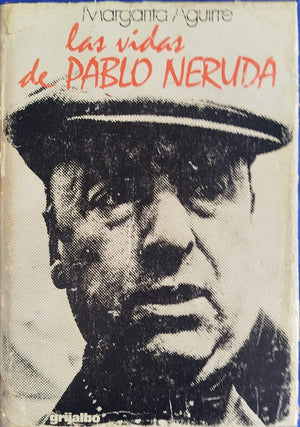 Margarita Aguirre
las vidas
de PABLO NERUDA
grijalbo